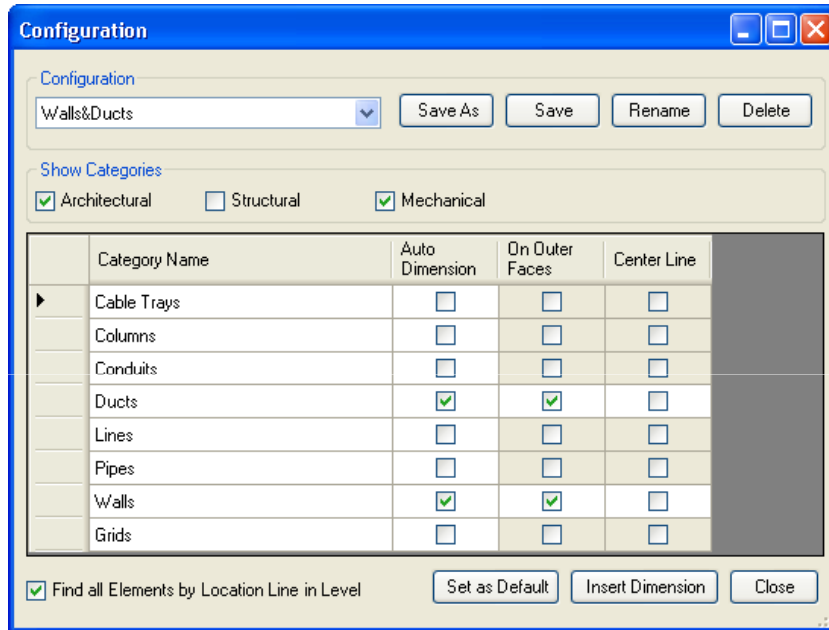 Configuration
Configuration
Walls&Ducts Save As Save Rename Delete
Show Categories
Architectural Structural Mechanical
Category Name Auto Dimension On Outer Faces Center Line
Cable Trays
Columns
Conduits
Ducts
Lines
Pipes
Walls
Grids
Find all Elements by Location Line in Level Set as Default Insert Dimension Close